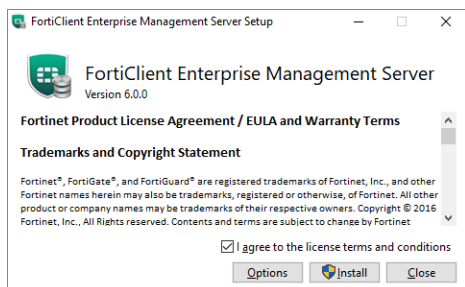 FortiClient Enterprise Management Server Setup
FortiClient Enterprise Management Server
Version 6.0.0
Fortinet Product License Agreement / EULA and Warranty Terms
Trademarks and Copyright Statement
Fortinet®, FortiGate®, and FortiGuard® are registered trademarks of Fortinet, Inc., and other
Fortinet names herein may also be trademarks, registered or otherwise, of Fortinet. All other
product or company names may be trademarks of their respective owners. Copyright © 2016
Fortinet, Inc., All Rights reserved. Contents and terms are subject to change by Fortinet
I agree to the license terms and conditions
Options Install Close